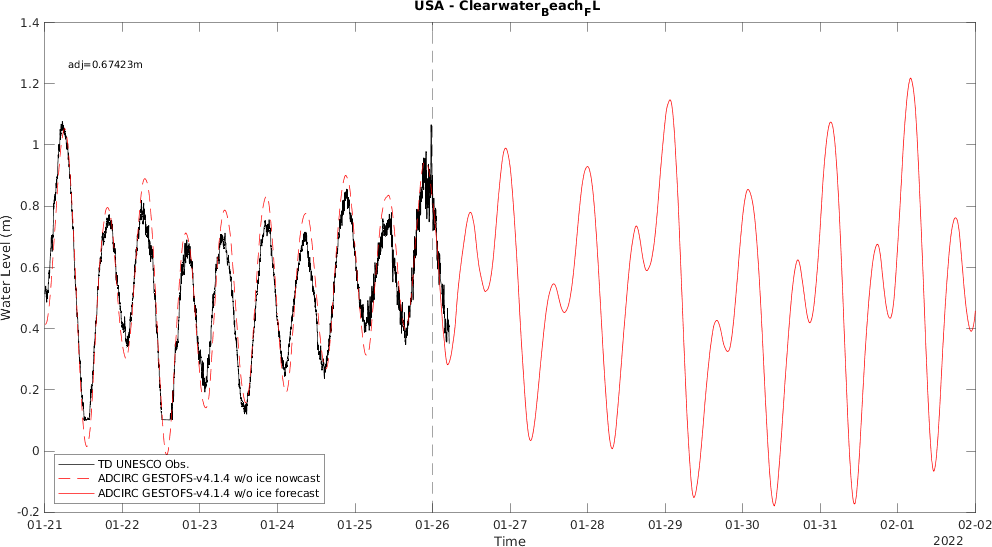 USA - Clearwater_Beach_FL
adj=0.67423m
1.4
1.2
1
0.8
0.6
0.4
0.2
0
-0.2
Water Level (m)
TD UNESCO Obs.
ADCIRC GESTOFS-v4.1.4 w/o ice nowcast
ADCIRC GESTOFS-v4.1.4 w/o ice forecast
01-21 01-22 01-23 01-24 01-25 01-26 01-27 01-28 01-29 01-30 01-31 02-01 02-02
Time
2022